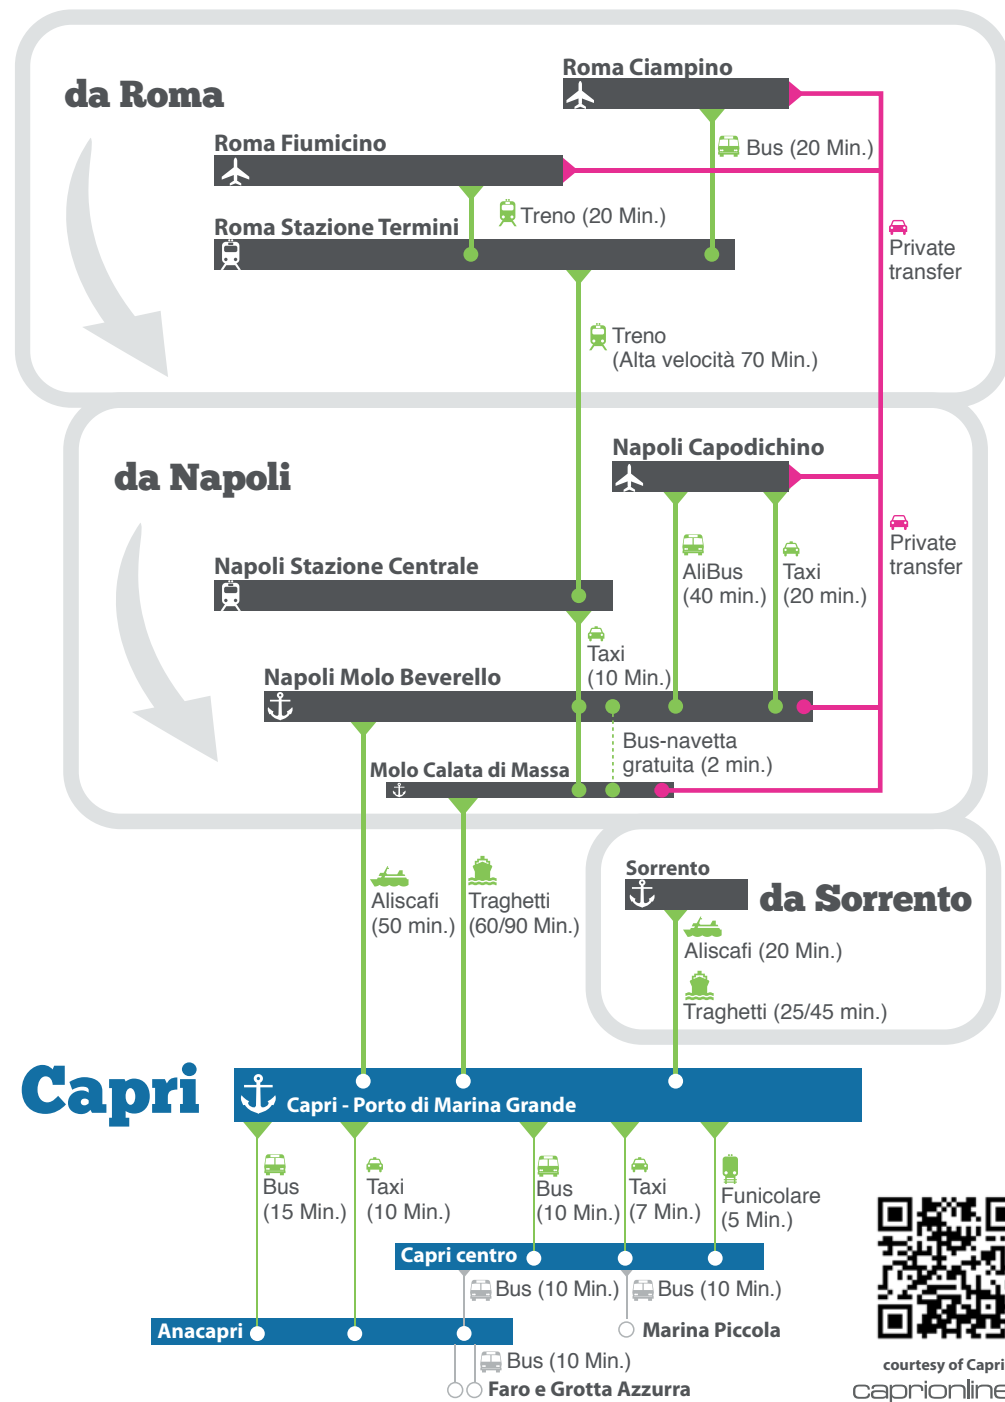 da Roma
Roma Ciampino
Bus (20 Min.)
Roma Fiumicino
Treno (20 Min.)
Roma Stazione Termini
Private
transfer
Treno
(Alta velocità 70 Min.)
da Napoli
Napoli Capodichino
Private
transfer
AliBus
(40 min.)
Taxi
(20 min.)
Napoli Stazione Centrale
Taxi
(10 Min.)
Napoli Molo Beverello
Bus-navetta
gratuita (2 min.)
Molo Calata di Massa
Aliscafi
(50 min.)
Traghetti
(60/90 Min.)
Sorrento
da Sorrento
Aliscafi (20 Min.)
Traghetti (25/45 min.)
Capri
Capri - Porto di Marina Grande
Bus
(15 Min.)
Taxi
(10 Min.)
Bus
(10 Min.)
Taxi
(7 Min.)
Funicolare
(5 Min.)
Capri centro
Bus (10 Min.)
Bus (10 Min.)
Anacapri
Marina Piccola
Bus (10 Min.)
Faro e Grotta Azzurra
courtesy of Capri
caprionline